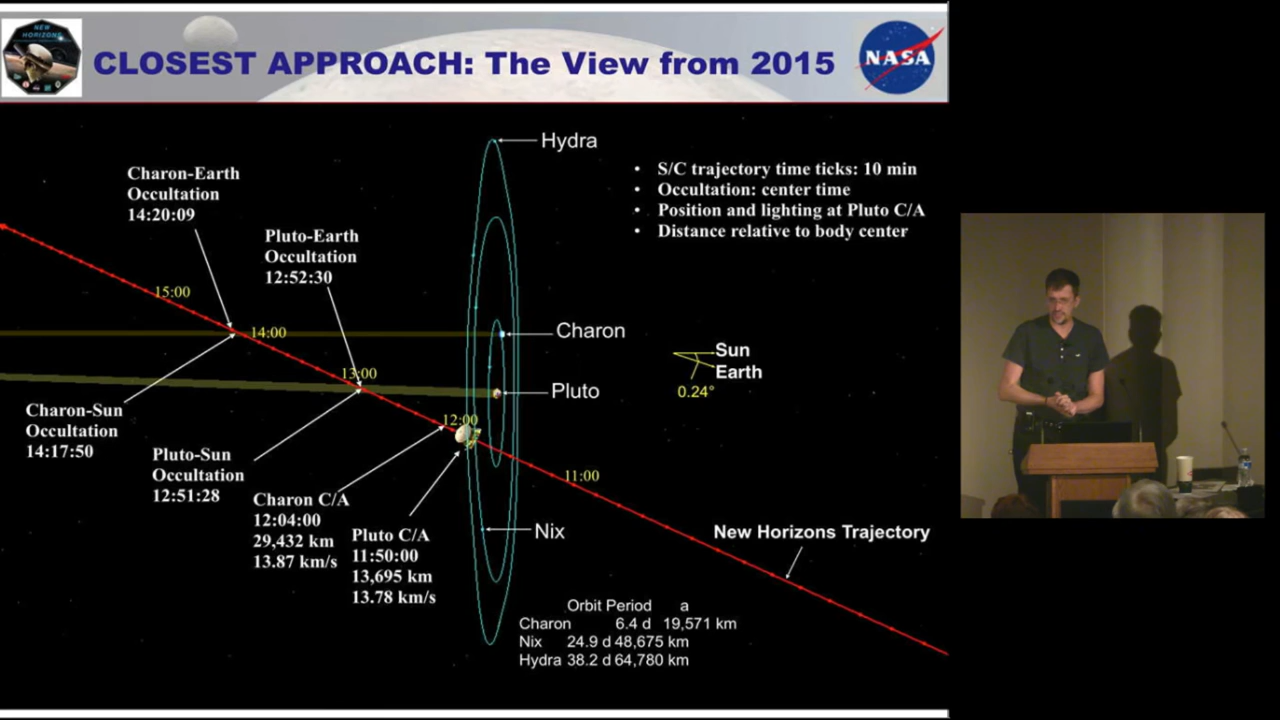 NEW
HORIZONS
CLOSEST APPROACH: The View from 2015
NASA
Hydra
• S/C trajectory time ticks: 10 min
• Occultation: center time
• Position and lighting at Pluto C/A
• Distance relative to body center
Charon-Earth
Occultation
14:20:09
Pluto-Earth
Occultation
12:52:30
15:00
14:00
Charon
Sun
Earth
0.24°
13:00
Pluto
Charon-Sun
Occultation
14:17:50
12:00
Pluto-Sun
Occultation
12:51:28
11:00
Charon C/A
12:04:00
29,432 km
13.87 km/s
Pluto C/A
11:50:00
13,695 km
13.78 km/s
Nix
New Horizons Trajectory
Orbit Period a
Charon 6.4 d 19,571 km
Nix 24.9 d 48,675 km
Hydra 38.2 d 64,780 km